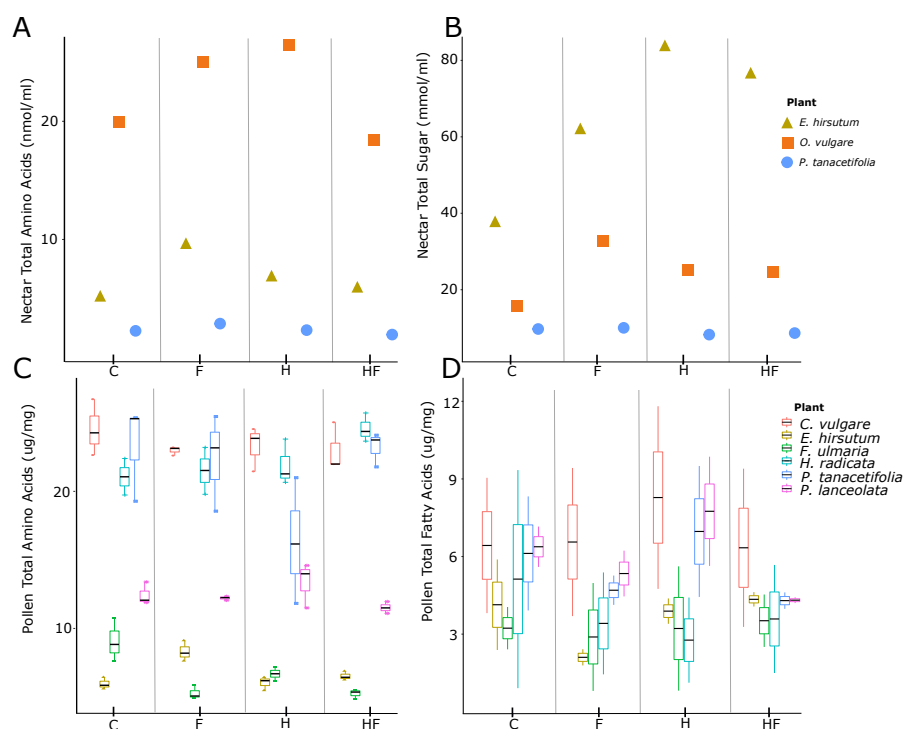 A
Nectar Total Amino Acids (nmol/ml)
20
10
C
F
H
HF
B
Nectar Total Sugar (mmol/ml)
80
60
40
20
C
F
H
HF
Plant
E. hirsutum
O. vulgare
P. tanacetifolia
C
Pollen Total Amino Acids (ug/mg)
20
10
C
F
H
HF
D
Pollen Total Fatty Acids (ug/mg)
12
9
6
3
C
F
H
HF
Plant
C. vulgare
E. hirsutum
F. ulmaria
H. radicata
P. tanacetifolia
P. lanceolata